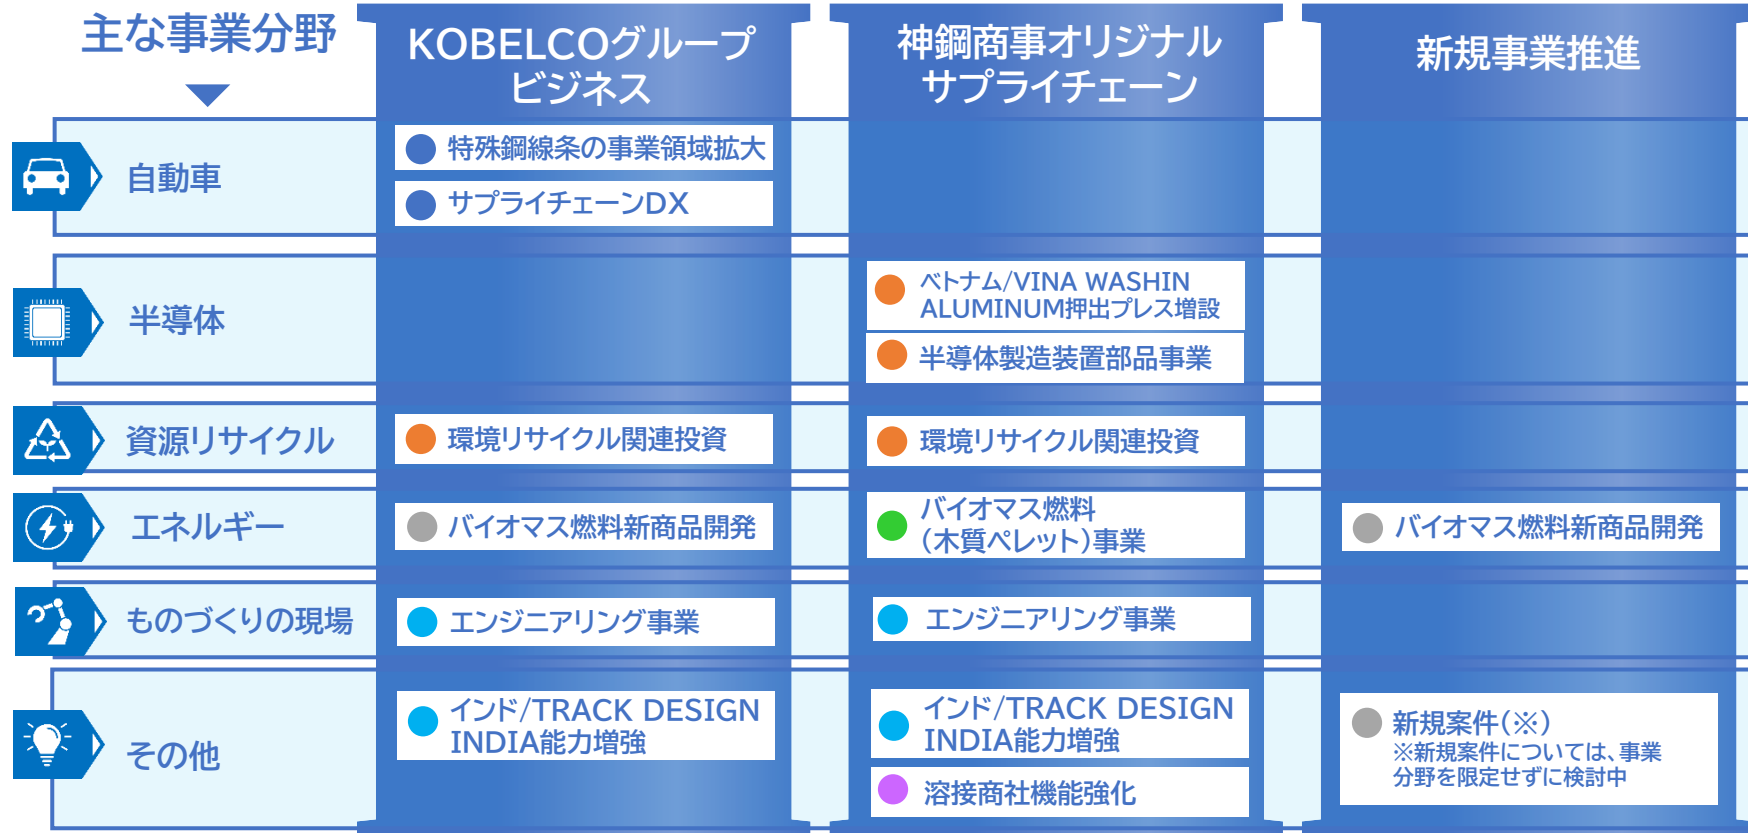 主な事業分野
KOBELCOグループ
ビジネス
神鋼商事オリジナル
サプライチェーン
新規事業推進
自動車
特殊鋼線条の事業領域拡大
サプライチェーンDX
半導体
ベトナム/VINA WASHIN
ALUMINUM押出プレス増設
半導体製造装置部品事業
資源リサイクル
環境リサイクル関連投資
環境リサイクル関連投資
エネルギー
バイオマス燃料新商品開発
バイオマス燃料
(木質ペレット)事業
バイオマス燃料新商品開発
ものづくりの現場
エンジニアリング事業
エンジニアリング事業
その他
インド/TRACK DESIGN
INDIA能力増強
インド/TRACK DESIGN
INDIA能力増強
溶接商社機能強化
新規案件(※)
※新規案件については、事業
分野を限定せずに検討中